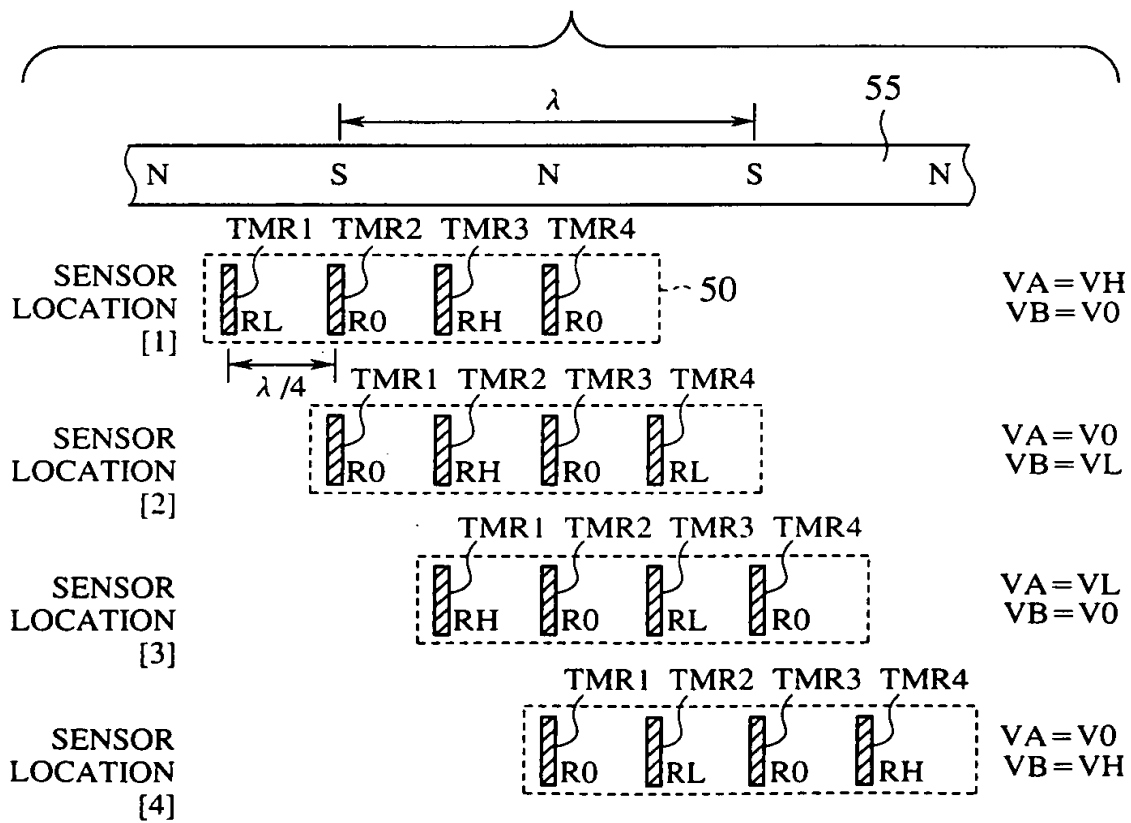 λ
55
N S N S N
TMR1 TMR2 TMR3 TMR4
SENSOR
LOCATION
[1]
RL R0 RH R0
50
VA=VH
VB=V0
λ/4
TMR1 TMR2 TMR3 TMR4
SENSOR
LOCATION
[2]
R0 RH R0 RL
VA=V0
VB=VL
TMR1 TMR2 TMR3 TMR4
SENSOR
LOCATION
[3]
RH R0 RL R0
VA=VL
VB=V0
TMR1 TMR2 TMR3 TMR4
SENSOR
LOCATION
[4]
R0 RL R0 RH
VA=V0
VB=VH